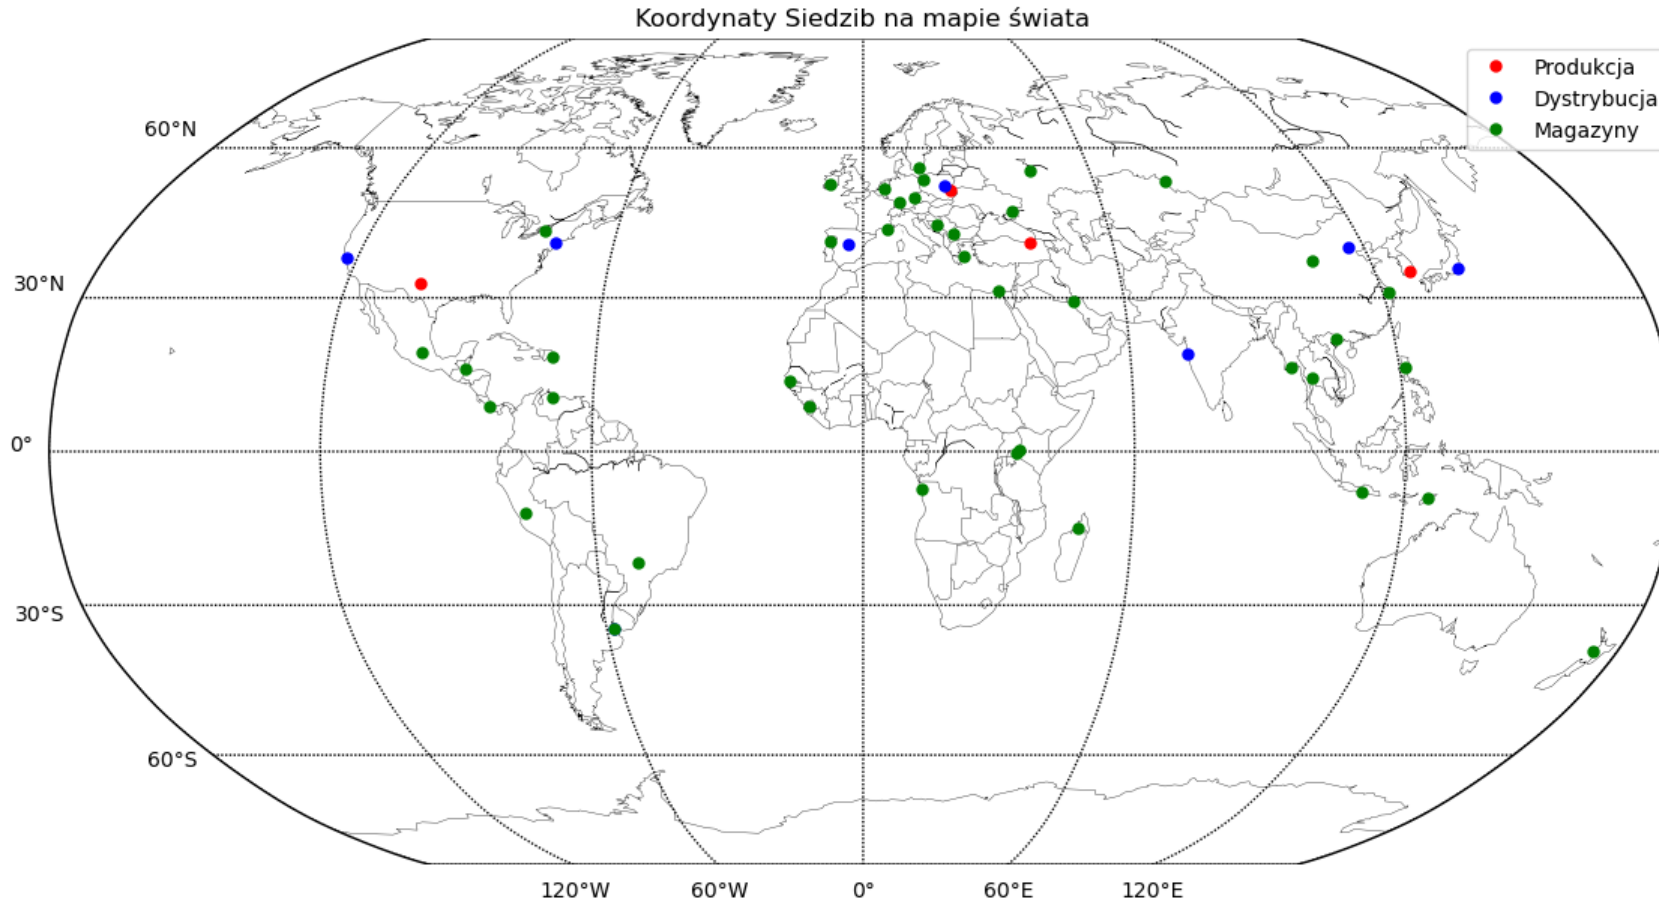 Koordynaty Siedzib na mapie świata
Produkcja
Dystrybucja
Magazyny
60°N
30°N
0°
30°S
60°S
120°W 60°W 0° 60°E 120°E